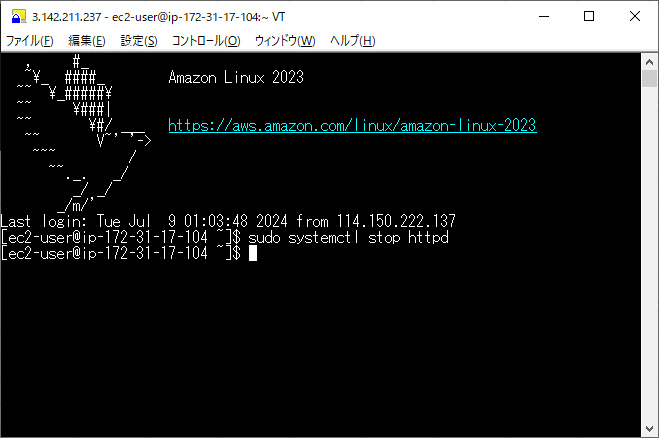 3.142.211.237 - ec2-user@ip-172-31-17-104:~ VT
ファイル(F) 編集(E) 設定(S) コントロール(O) ウィンドウ(W) ヘルプ(H)
   ,     #_
   ~¥_  ####_        Amazon Linux 2023
  ~~  ¥_#####¥
  ~~     ¥###|
  ~~       ¥#/ ___   https://aws.amazon.com/linux/amazon-linux-2023
   ~~       V~' '->
    ~~~         /
      ~~._.   _/
         _/ _/
       _/m/'
Last login: Tue Jul  9 01:03:48 2024 from 114.150.222.137
[ec2-user@ip-172-31-17-104 ~]$ sudo systemctl stop httpd
[ec2-user@ip-172-31-17-104 ~]$